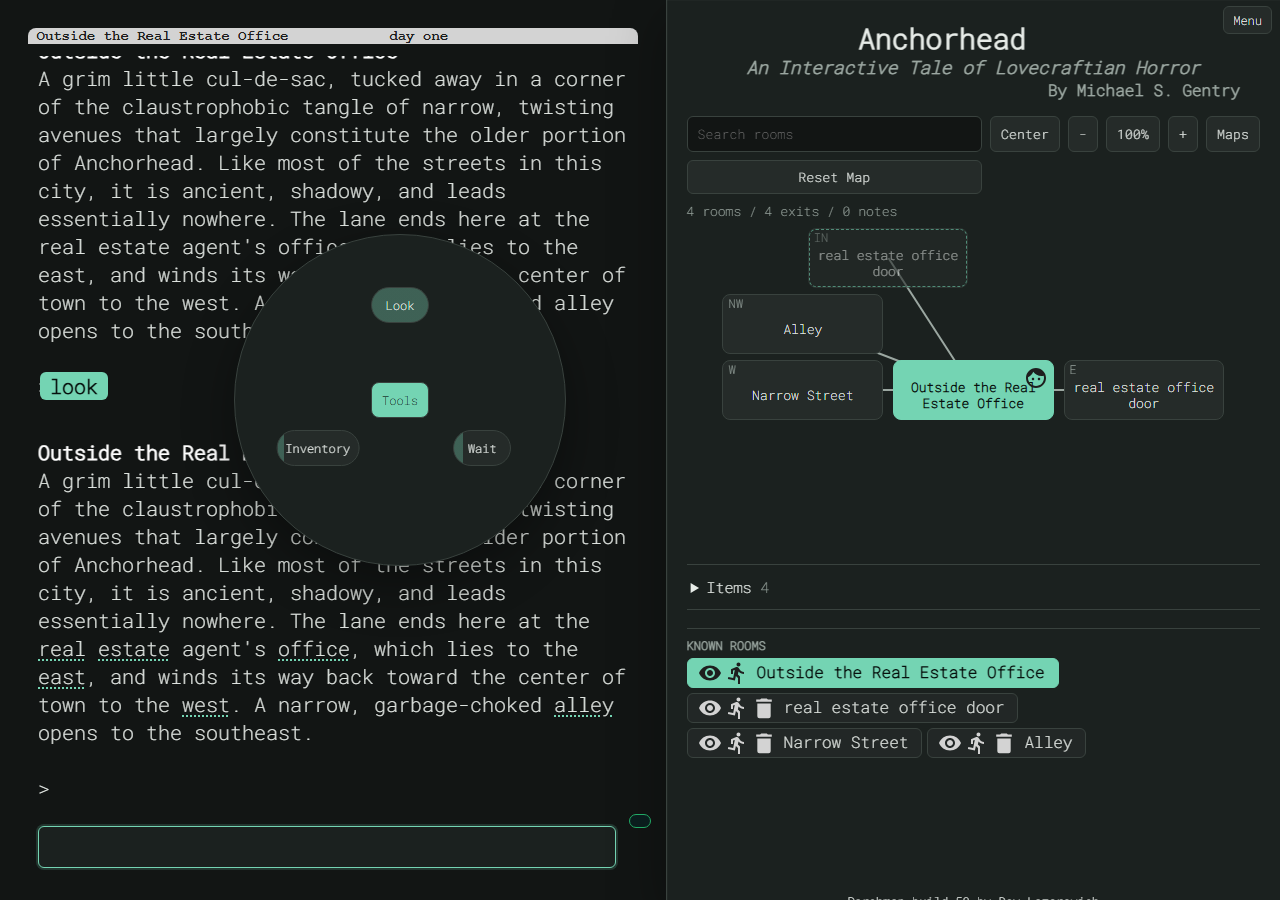 Outside the Real Estate Office day one
Outside the Real Estate Office
A grim little cul-de-sac, tucked away in a corner
of the claustrophobic tangle of narrow, twisting
avenues that largely constitute the older portion
of Anchorhead. Like most of the streets in this
city, it is ancient, shadowy, and leads
essentially nowhere. The lane ends here at the
real estate agent's office lies to the
east, and winds its center of
town to the west. A alley
opens to the
look
Outside the Real
A grim little corner
of the twisting
avenues that largely portion
of Anchorhead. Like most of the streets in this
city, it is ancient, shadowy, and leads
essentially nowhere. The lane ends here at the
real estate agent's office, which lies to the
east, and winds its way back toward the center of
town to the west. A narrow, garbage-choked alley
opens to the southeast.
>
Look
Tools
Inventory
Wait
Menu
Anchorhead
An Interactive Tale of Lovecraftian Horror
By Michael S. Gentry
Search rooms
Center
-
100%
+
Maps
Reset Map
4 rooms / 4 exits / 0 notes
IN
real estate office
door
NW
Alley
W
Narrow Street
Outside the Real
Estate Office
E
real estate office
door
Items 4
KNOWN ROOMS
Outside the Real Estate Office
real estate office door
Narrow Street
Alley